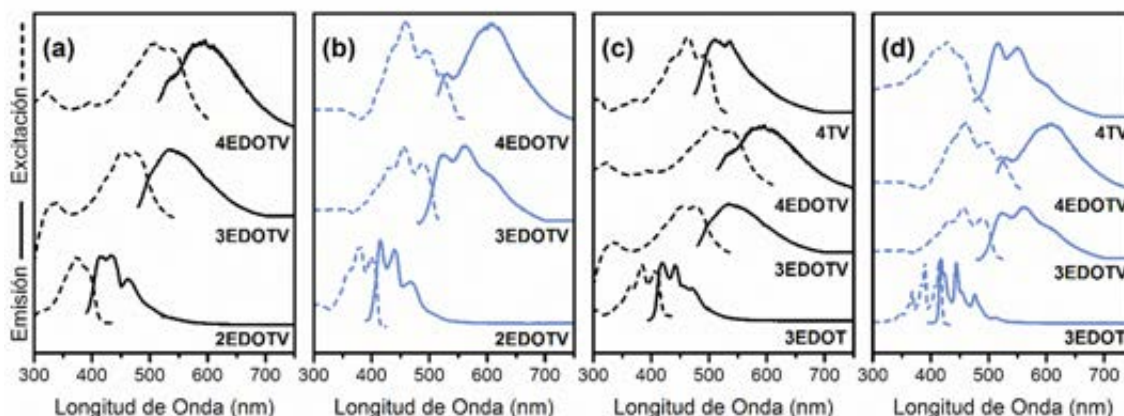 Emisión
Excitación
(a)
4EDOTV
3EDOTV
2EDOTV
300 400 500 600 700
Longitud de Onda (nm)
(b)
4EDOTV
3EDOTV
2EDOTV
300 400 500 600 700
Longitud de Onda (nm)
(c)
4TV
4EDOTV
3EDOTV
3EDOT
300 400 500 600 700
Longitud de Onda (nm)
(d)
4TV
4EDOTV
3EDOTV
3EDOT
300 400 500 600 700
Longitud de Onda (nm)